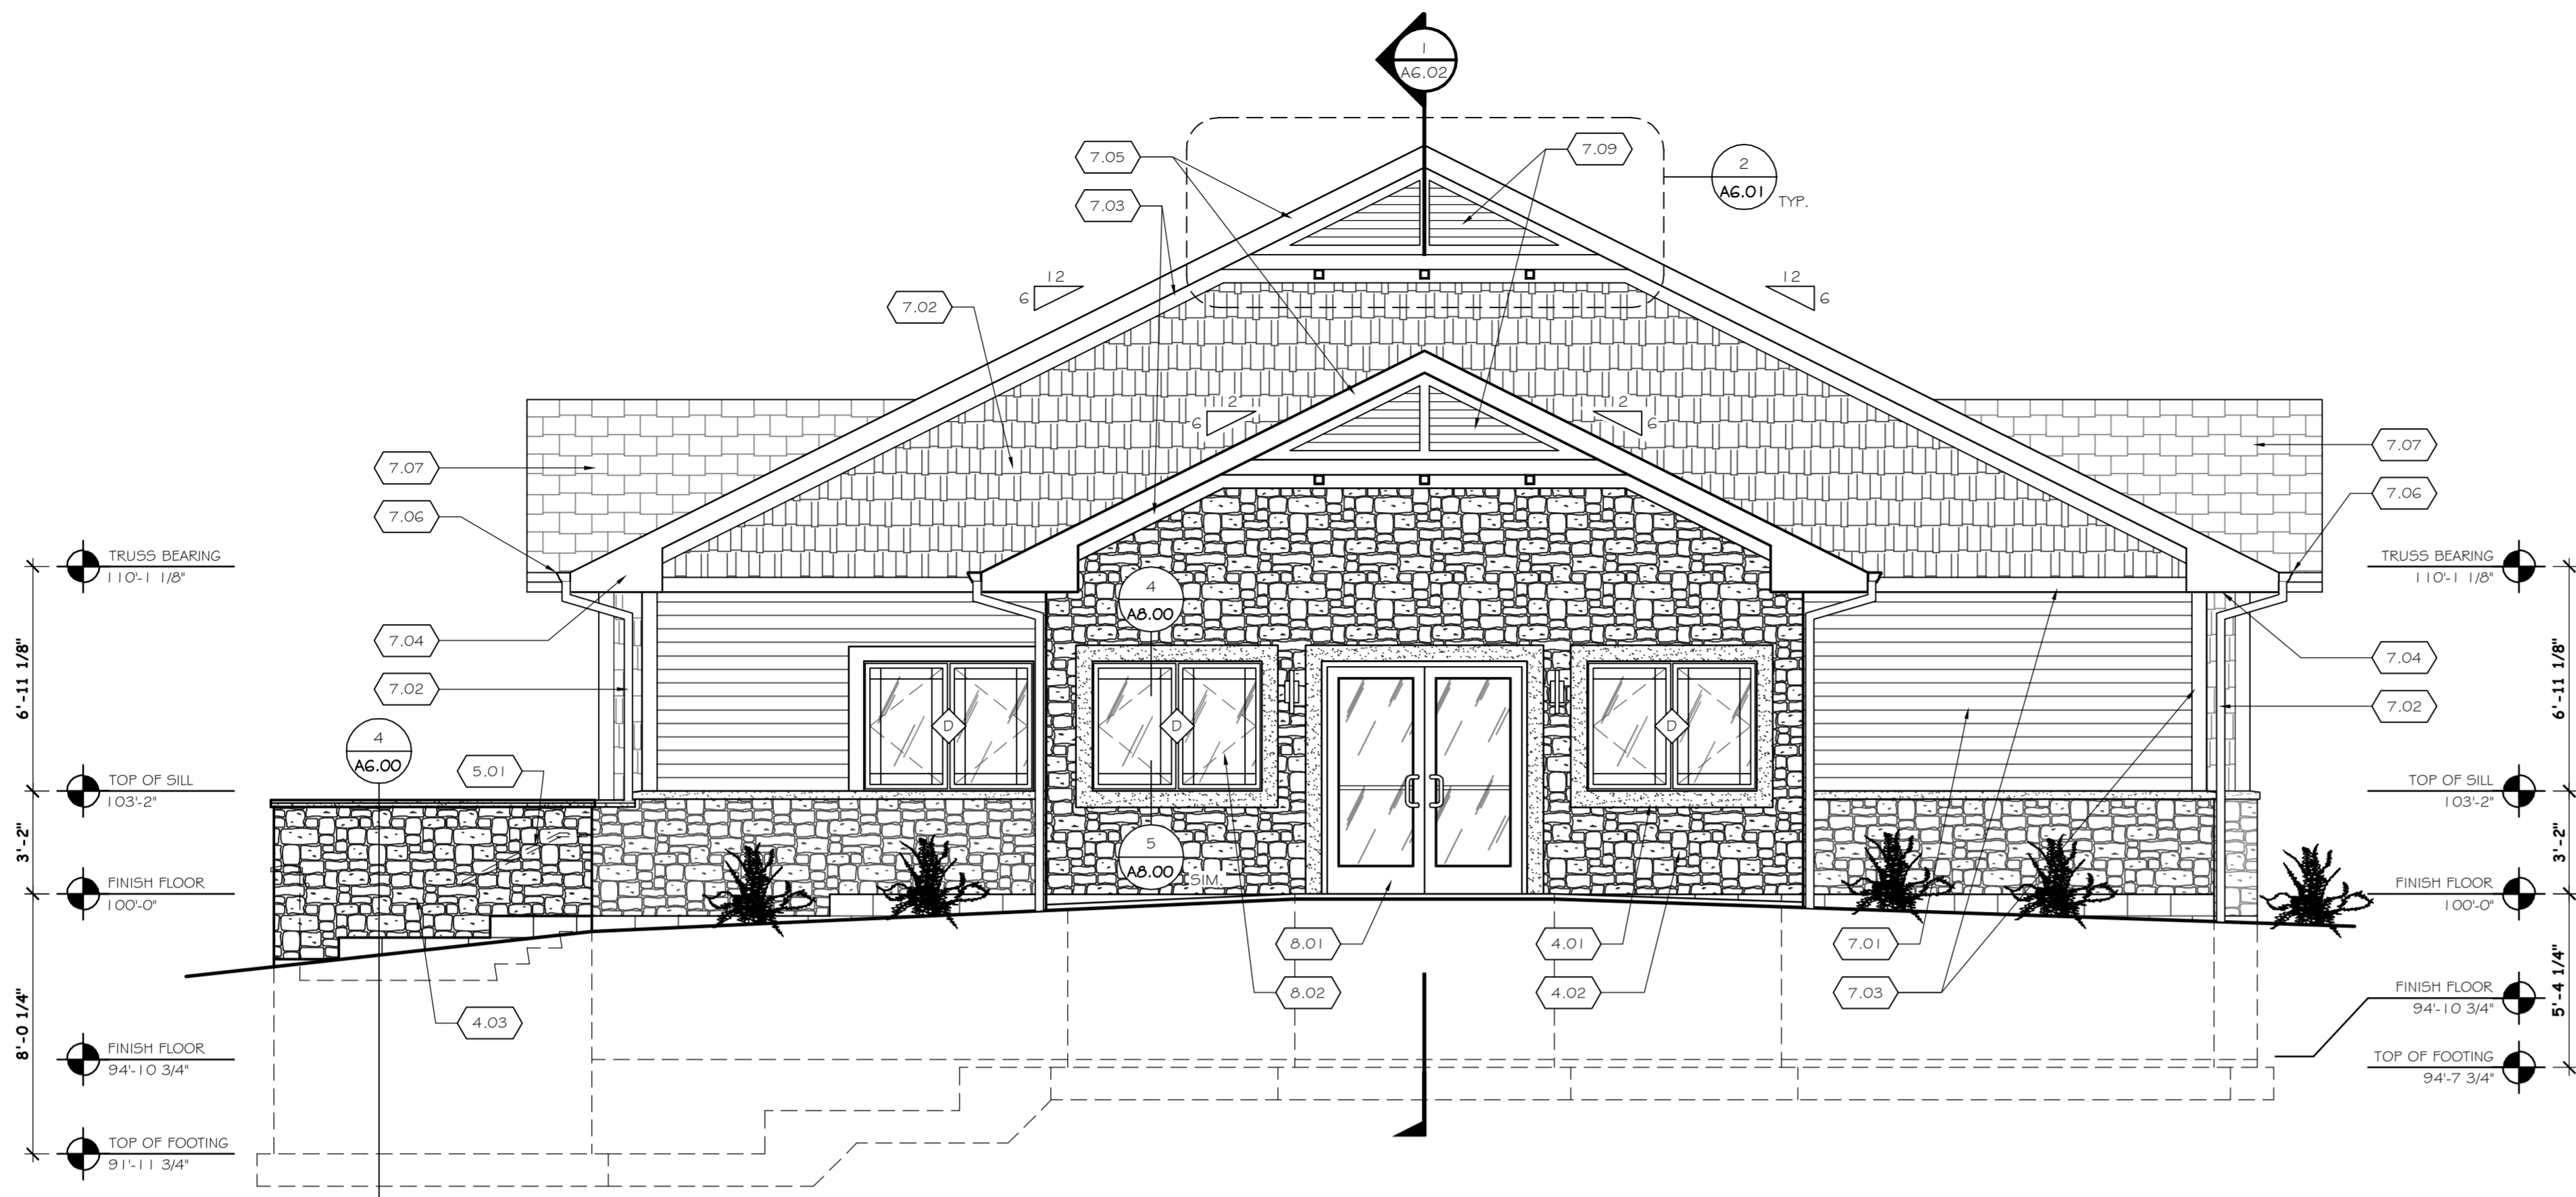 1
A6.02
7.05
7.09
2
A6.01
TYP.
7.03
12
6
12
6
7.02
12
6
12
6
7.07
7.07
7.06
7.06
TRUSS BEARING
110'-1 1/8"
TRUSS BEARING
110'-1 1/8"
4
A8.00
7.04
7.04
7.02
7.02
6'-11 1/8"
6'-11 1/8"
D
D
D
4
A6.00
5.01
TOP OF SILL
103'-2"
TOP OF SILL
103'-2"
3'-2"
3'-2"
5
A8.00
SIM.
FINISH FLOOR
100'-0"
FINISH FLOOR
100'-0"
8.01
4.01
7.01
8.02
4.02
7.03
4.03
8'-0 1/4"
5'-4 1/4"
FINISH FLOOR
94'-10 3/4"
FINISH FLOOR
94'-10 3/4"
TOP OF FOOTING
94'-7 3/4"
TOP OF FOOTING
91'-11 3/4"